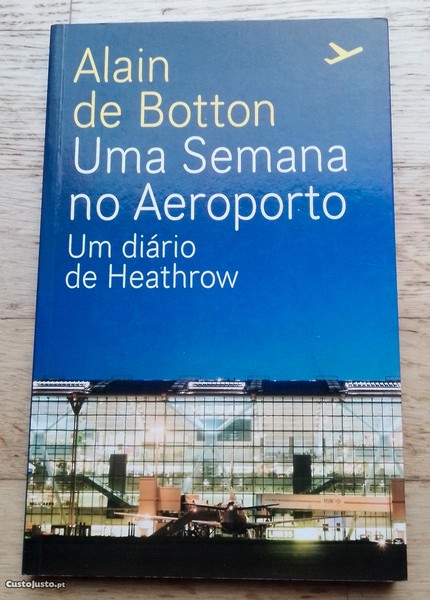 Alain
de Botton
Uma Semana
no Aeroporto
Um diário
de Heathrow
CustoJusto.pt